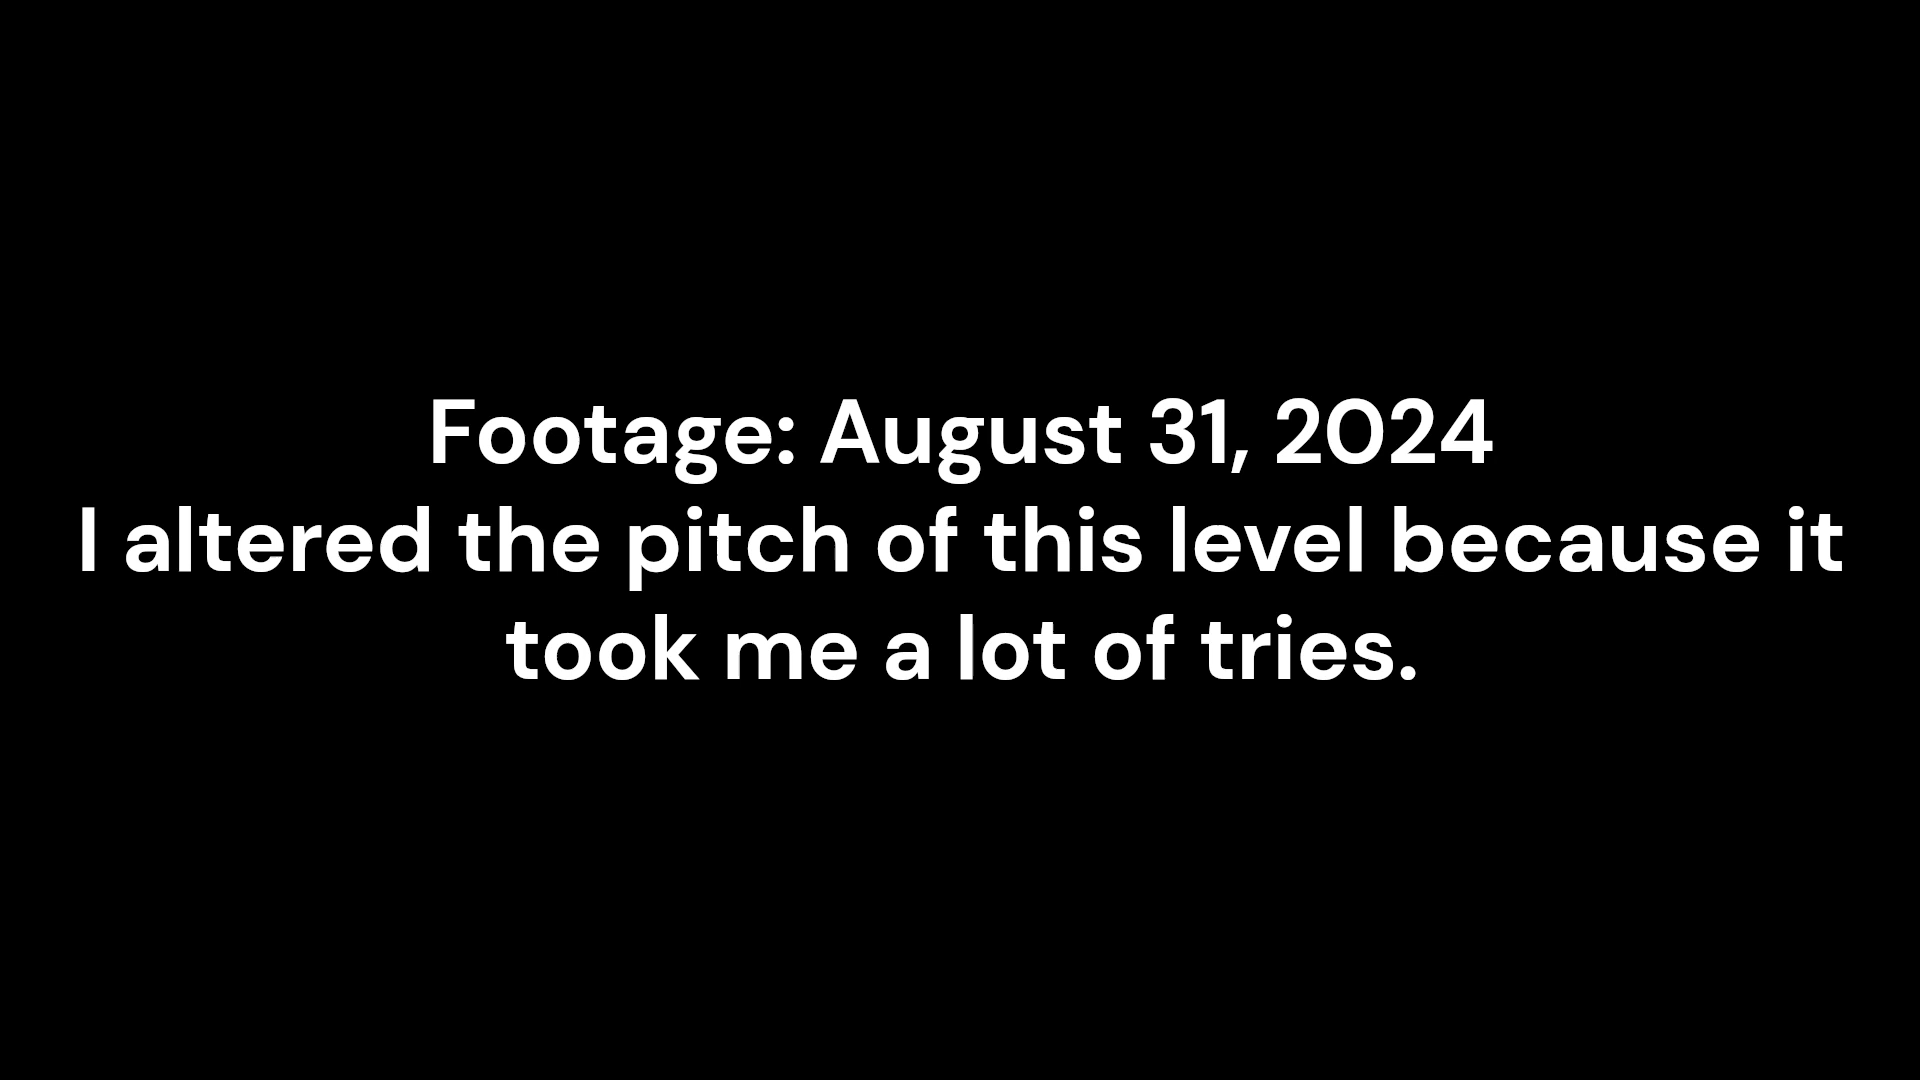 Footage: August 31, 2024
I altered the pitch of this level because it
took me a lot of tries.